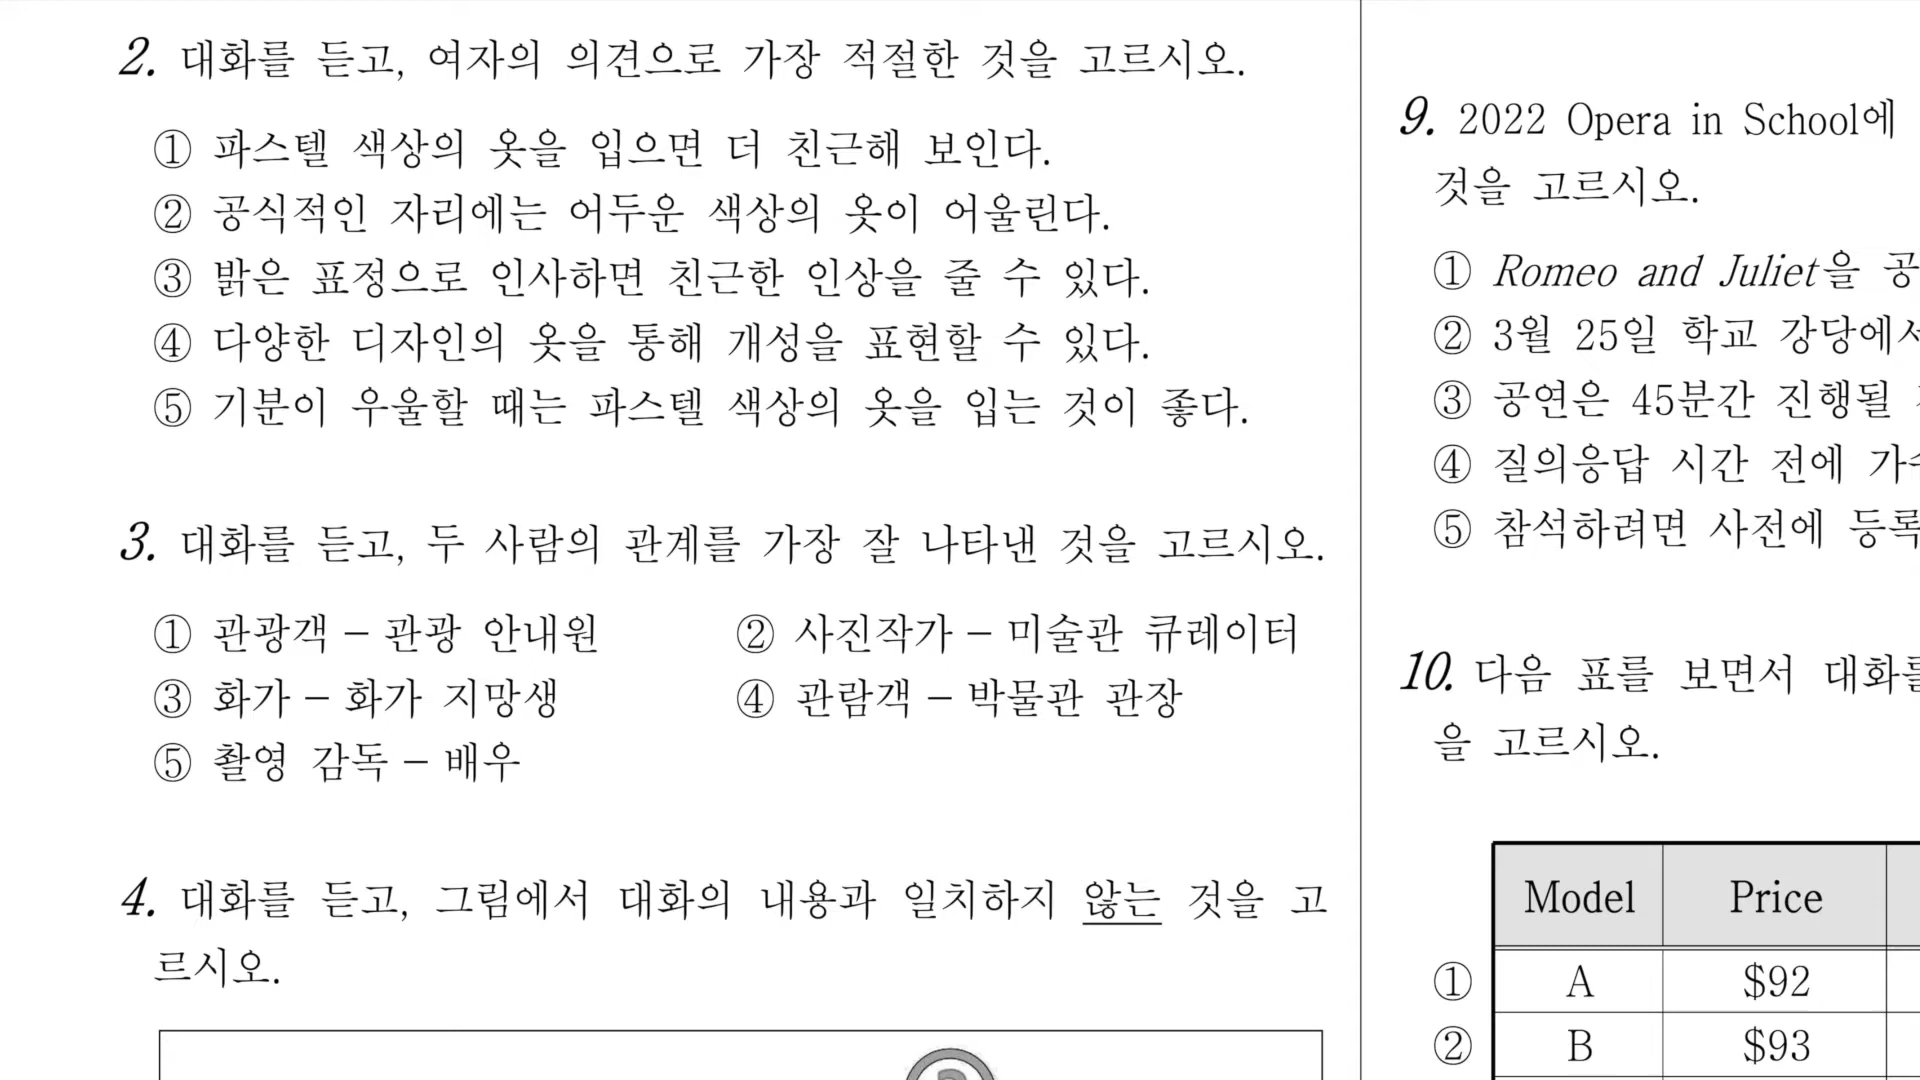 2. 대화를 듣고, 여자의 의견으로 가장 적절한 것을 고르시오.
① 파스텔 색상의 옷을 입으면 더 친근해 보인다.
② 공식적인 자리에는 어두운 색상의 옷이 어울린다.
③ 밝은 표정으로 인사하면 친근한 인상을 줄 수 있다.
④ 다양한 디자인의 옷을 통해 개성을 표현할 수 있다.
⑤ 기분이 우울할 때는 파스텔 색상의 옷을 입는 것이 좋다.
3. 대화를 듣고, 두 사람의 관계를 가장 잘 나타낸 것을 고르시오.
① 관광객 – 관광 안내원 ② 사진작가 – 미술관 큐레이터
③ 화가 – 화가 지망생 ④ 관람객 – 박물관 관장
⑤ 촬영 감독 – 배우
4. 대화를 듣고, 그림에서 대화의 내용과 일치하지 않는 것을 고
르시오.
9. 2022 Opera in School에
것을 고르시오.
① Romeo and Juliet을 공
② 3월 25일 학교 강당에서
③ 공연은 45분간 진행될
④ 질의응답 시간 전에 가
⑤ 참석하려면 사전에 등록
10. 다음 표를 보면서 대화를
을 고르시오.
Model Price
① A $92
② B $93